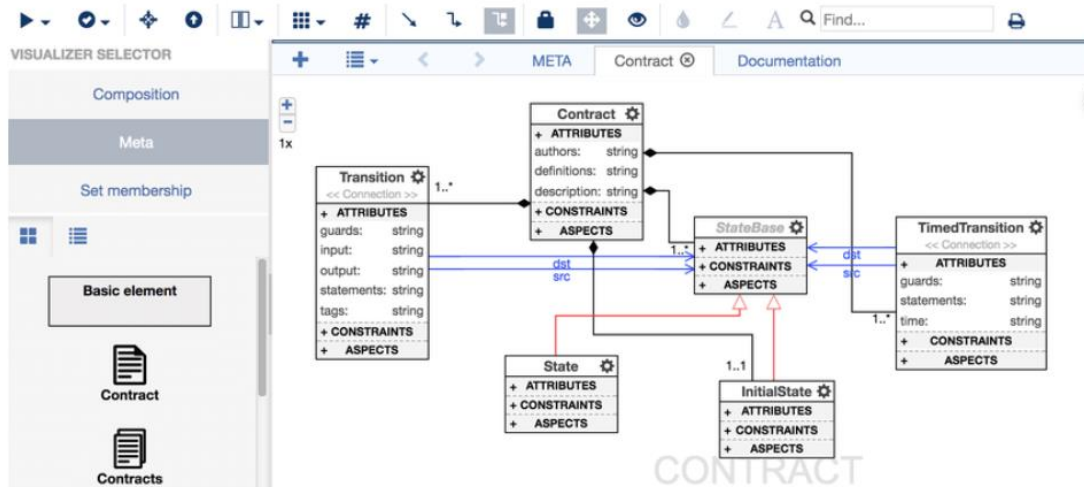 #
A
Find...
VISUALIZER SELECTOR
Composition
Meta
Set membership
Basic element
Contract
Contracts
META
Contract
Documentation
+
−
1x
Contract
+ ATTRIBUTES
authors: string
definitions: string
description: string
+ CONSTRAINTS
+ ASPECTS
Transition
<< Connection >>
+ ATTRIBUTES
guards: string
input: string
output: string
statements: string
tags: string
+ CONSTRAINTS
+ ASPECTS
1..*
StateBase
+ ATTRIBUTES
+ CONSTRAINTS
+ ASPECTS
1..*
dst
src
dst
src
TimedTransition
<< Connection >>
+ ATTRIBUTES
guards: string
statements: string
time: string
+ CONSTRAINTS
+ ASPECTS
1..*
State
+ ATTRIBUTES
+ CONSTRAINTS
+ ASPECTS
1..1
InitialState
+ ATTRIBUTES
+ CONSTRAINTS
+ ASPECTS
CONTRACT